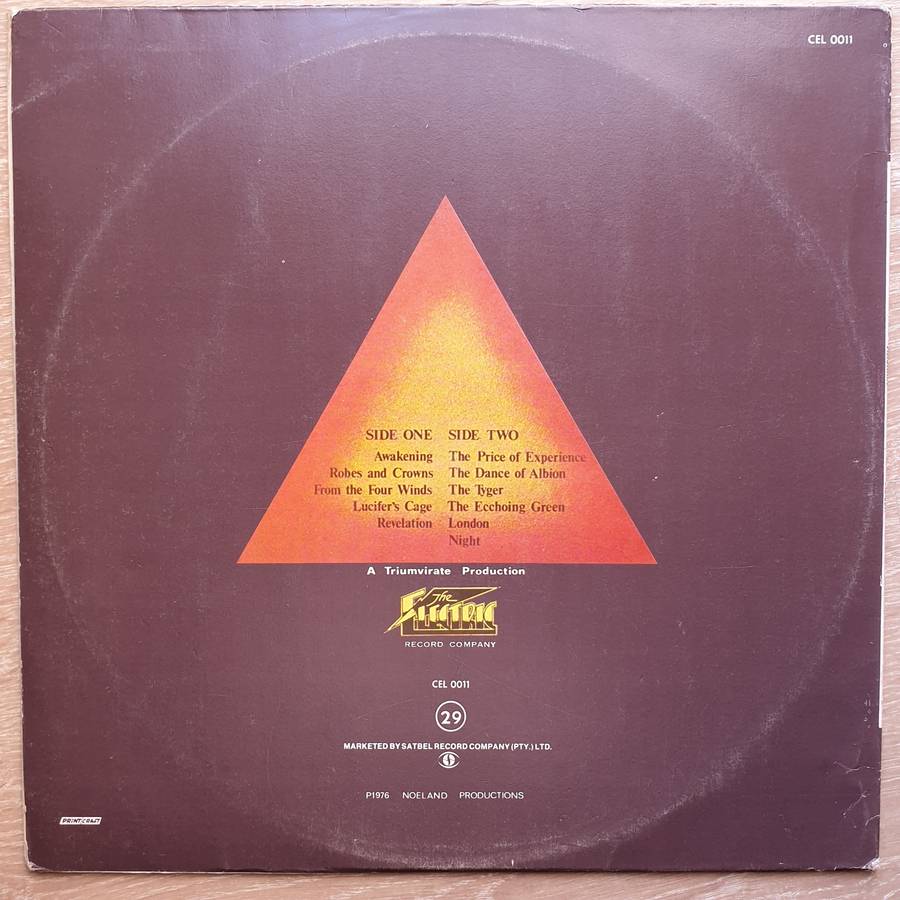 CEL 0011
SIDE ONE
Awakening
Robes and Crowns
From the Four Winds
Lucifer's Cage
Revelation
SIDE TWO
The Price of Experience
The Dance of Albion
The Tyger
The Ecchoing Green
London
Night
A Triumvirate Production
The
ELECTRIC
RECORD COMPANY
CEL 0011
29
MARKETED BY SATBEL RECORD COMPANY (PTY.) LTD.
P1976 NOELAND PRODUCTIONS
PRINTCRAFT